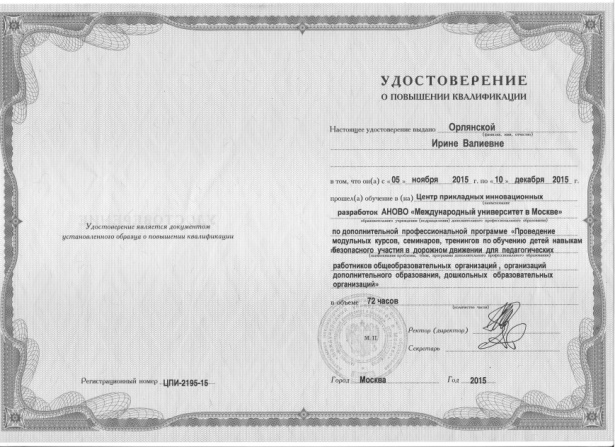 Удостоверение является документом
установленного образца о повышении квалификации
Регистрационный номер ЦПИ-2195-15
УДОСТОВЕРЕНИЕ
О ПОВЫШЕНИИ КВАЛИФИКАЦИИ
Настоящее удостоверение выдано Орлянской
(фамилия, имя, отчество)
Ирине Валиевне
в том, что он(а) с «05» ноября 2015 г. по «10» декабря 2015 г.
прошел(а) обучение в (на) Центр прикладных инновационных
(наименование)
разработок АНОВО «Международный университет в Москве»
образовательного учреждения (подразделения) дополнительного профессионального образования)
по дополнительной профессиональной программе «Проведение
модульных курсов, семинаров, тренингов по обучению детей навыкам
безопасного участия в дорожном движении для педагогических
(наименование проблемы, темы, программы дополнительного профессионального образования)
работников общеобразовательных организаций , организаций
дополнительного образования, дошкольных образовательных
организаций»
в объеме 72 часов
(количество часов)
М.П.
Ректор (директор)
Секретарь
Город Москва Год 2015